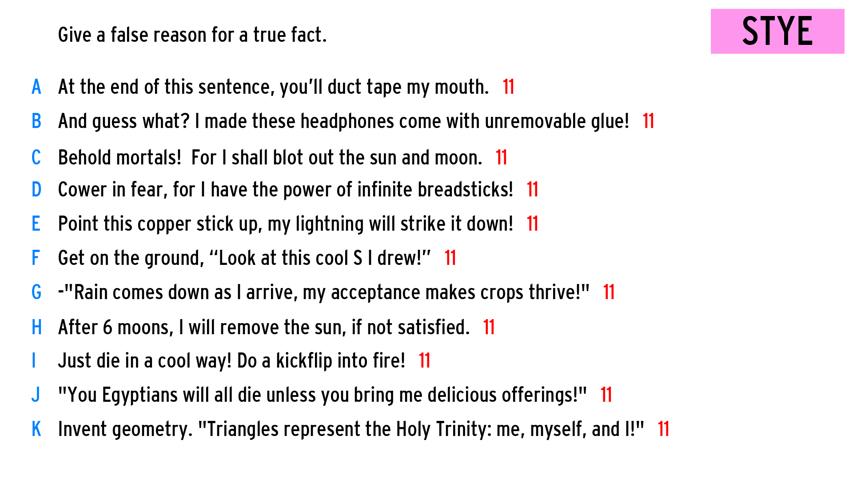 Give a false reason for a true fact.
STYE
A At the end of this sentence, you'll duct tape my mouth. 11
B And guess what? I made these headphones come with unremovable glue! 11
C Behold mortals!  For I shall blot out the sun and moon. 11
D Cower in fear, for I have the power of infinite breadsticks! 11
E Point this copper stick up, my lightning will strike it down! 11
F Get on the ground, “Look at this cool S I drew!” 11
G -"Rain comes down as I arrive, my acceptance makes crops thrive!" 11
H After 6 moons, I will remove the sun, if not satisfied. 11
I Just die in a cool way! Do a kickflip into fire! 11
J "You Egyptians will all die unless you bring me delicious offerings!" 11
K Invent geometry. "Triangles represent the Holy Trinity: me, myself, and I!" 11